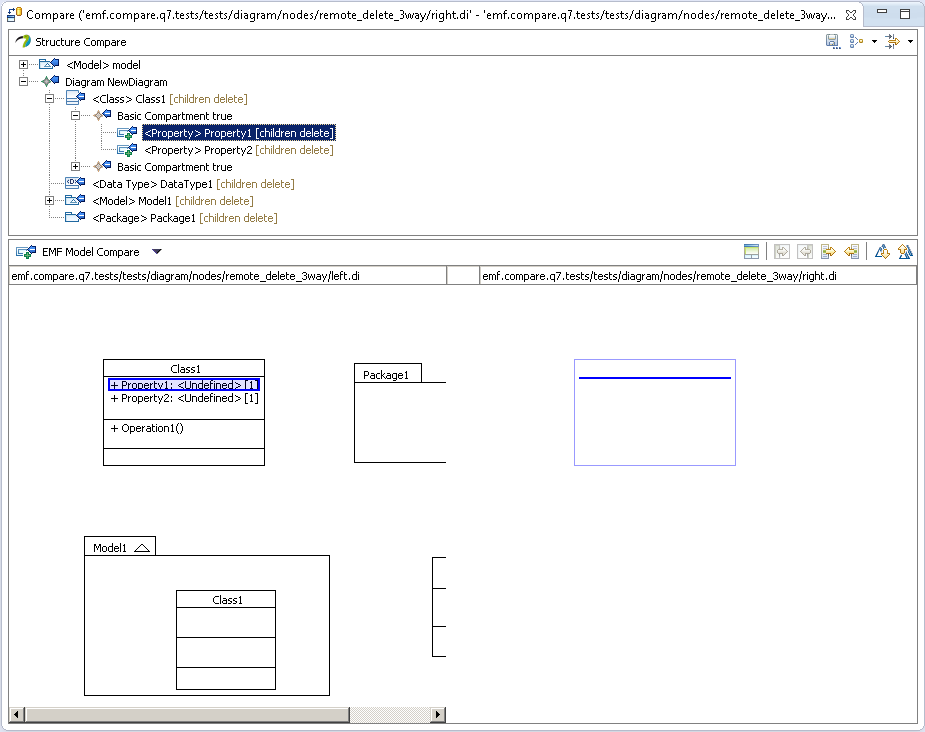 Compare ('emf.compare.q7.tests/tests/diagram/nodes/remote_delete_3way/right.di' - 'emf.compare.q7.tests/tests/diagram/nodes/remote_delete_3way...
Structure Compare
<Model> model
Diagram NewDiagram
<Class> Class1 [children delete]
Basic Compartment true
<Property> Property1 [children delete]
<Property> Property2 [children delete]
Basic Compartment true
<Data Type> DataType1 [children delete]
<Model> Model1 [children delete]
<Package> Package1 [children delete]
EMF Model Compare
emf.compare.q7.tests/tests/diagram/nodes/remote_delete_3way/left.di
emf.compare.q7.tests/tests/diagram/nodes/remote_delete_3way/right.di
Class1
+ Property1: <Undefined> [1]
+ Property2: <Undefined> [1]
+ Operation1()
Package1
Model1
Class1